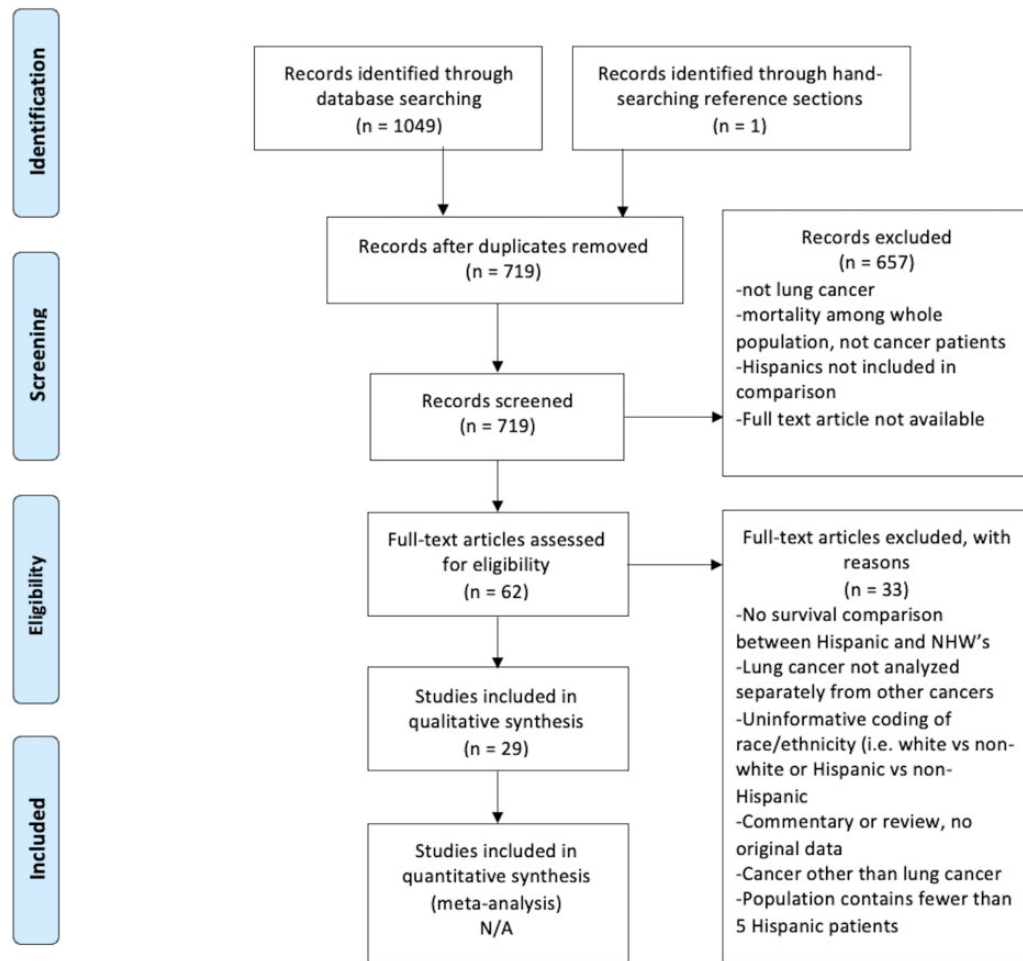 Identification
Records identified through
database searching
(n = 1049)
Records identified through hand-
searching reference sections
(n = 1)
Records after duplicates removed
(n = 719)
Screening
Records screened
(n = 719)
Records excluded
(n = 657)
-not lung cancer
-mortality among whole
population, not cancer patients
-Hispanics not included in
comparison
-Full text article not available
Eligibility
Full-text articles assessed
for eligibility
(n = 62)
Full-text articles excluded, with
reasons
(n = 33)
-No survival comparison
between Hispanic and NHW's
-Lung cancer not analyzed
separately from other cancers
-Uninformative coding of
race/ethnicity (i.e. white vs non-
white or Hispanic vs non-
Hispanic
-Commentary or review, no
original data
-Cancer other than lung cancer
-Population contains fewer than
5 Hispanic patients
Studies included in
qualitative synthesis
(n = 29)
Included
Studies included in
quantitative synthesis
(meta-analysis)
N/A